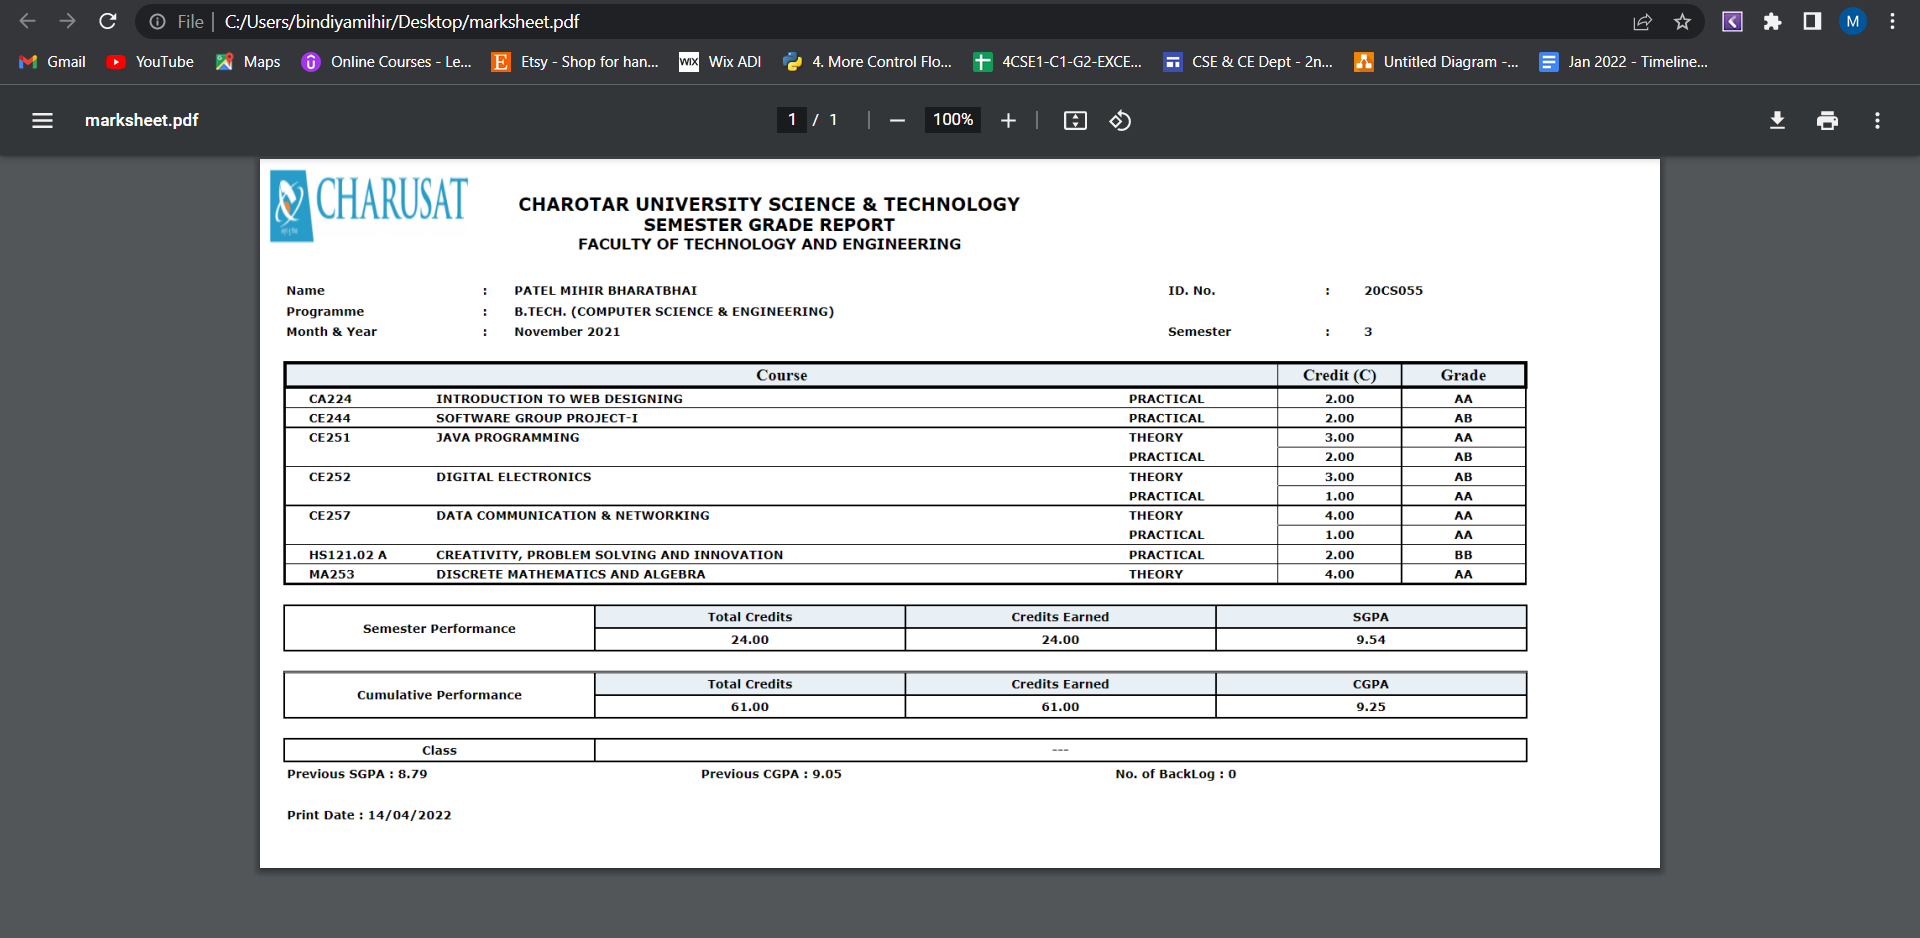 File | C:/Users/bindiyamihir/Desktop/marksheet.pdf M
Gmail YouTube Maps Online Courses - Le... Etsy - Shop for han... WIX Wix ADI 4. More Control Flo... 4CSE1-C1-G2-EXCE... CSE & CE Dept - 2n... Untitled Diagram -... Jan 2022 - Timeline...
marksheet.pdf 1 / 1 100%
CHARUSAT
CHAROTAR UNIVERSITY SCIENCE & TECHNOLOGY
SEMESTER GRADE REPORT
FACULTY OF TECHNOLOGY AND ENGINEERING
Name : PATEL MIHIR BHARATBHAI ID. No. : 20CS055
Programme : B.TECH. (COMPUTER SCIENCE & ENGINEERING)
Month & Year : November 2021 Semester : 3
Course Credit (C) Grade
CA224 INTRODUCTION TO WEB DESIGNING PRACTICAL 2.00 AA
CE244 SOFTWARE GROUP PROJECT-I PRACTICAL 2.00 AB
CE251 JAVA PROGRAMMING THEORY 3.00 AA
PRACTICAL 2.00 AB
CE252 DIGITAL ELECTRONICS THEORY 3.00 AB
PRACTICAL 1.00 AA
CE257 DATA COMMUNICATION & NETWORKING THEORY 4.00 AA
PRACTICAL 1.00 AA
HS121.02 A CREATIVITY, PROBLEM SOLVING AND INNOVATION PRACTICAL 2.00 BB
MA253 DISCRETE MATHEMATICS AND ALGEBRA THEORY 4.00 AA
Semester Performance Total Credits Credits Earned SGPA
24.00 24.00 9.54
Cumulative Performance Total Credits Credits Earned CGPA
61.00 61.00 9.25
Class ---
Previous SGPA : 8.79 Previous CGPA : 9.05 No. of BackLog : 0
Print Date : 14/04/2022